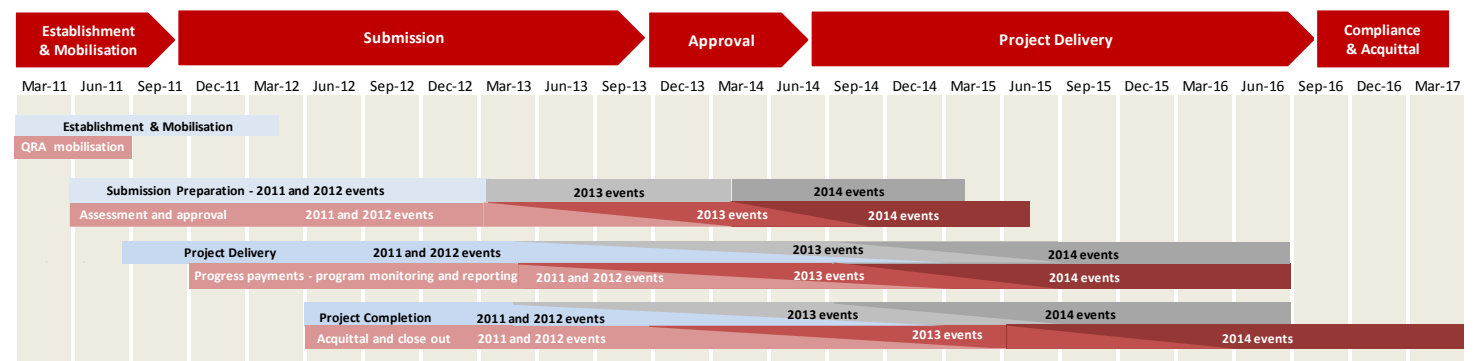 Establishment
& Mobilisation
Submission
Approval
Project Delivery
Compliance
& Acquittal
Mar-11 Jun-11 Sep-11 Dec-11 Mar-12 Jun-12 Sep-12 Dec-12 Mar-13 Jun-13 Sep-13 Dec-13 Mar-14 Jun-14 Sep-14 Dec-14 Mar-15 Jun-15 Sep-15 Dec-15 Mar-16 Jun-16 Sep-16 Dec-16 Mar-17
Establishment & Mobilisation
QRA mobilisation
Submission Preparation - 2011 and 2012 events 2013 events 2014 events
Assessment and approval 2011 and 2012 events 2013 events 2014 events
Project Delivery 2011 and 2012 events 2013 events 2014 events
Progress payments - program monitoring and reporting 2011 and 2012 events 2013 events 2014 events
Project Completion 2011 and 2012 events 2013 events 2014 events
Acquittal and close out 2011 and 2012 events 2013 events 2014 events